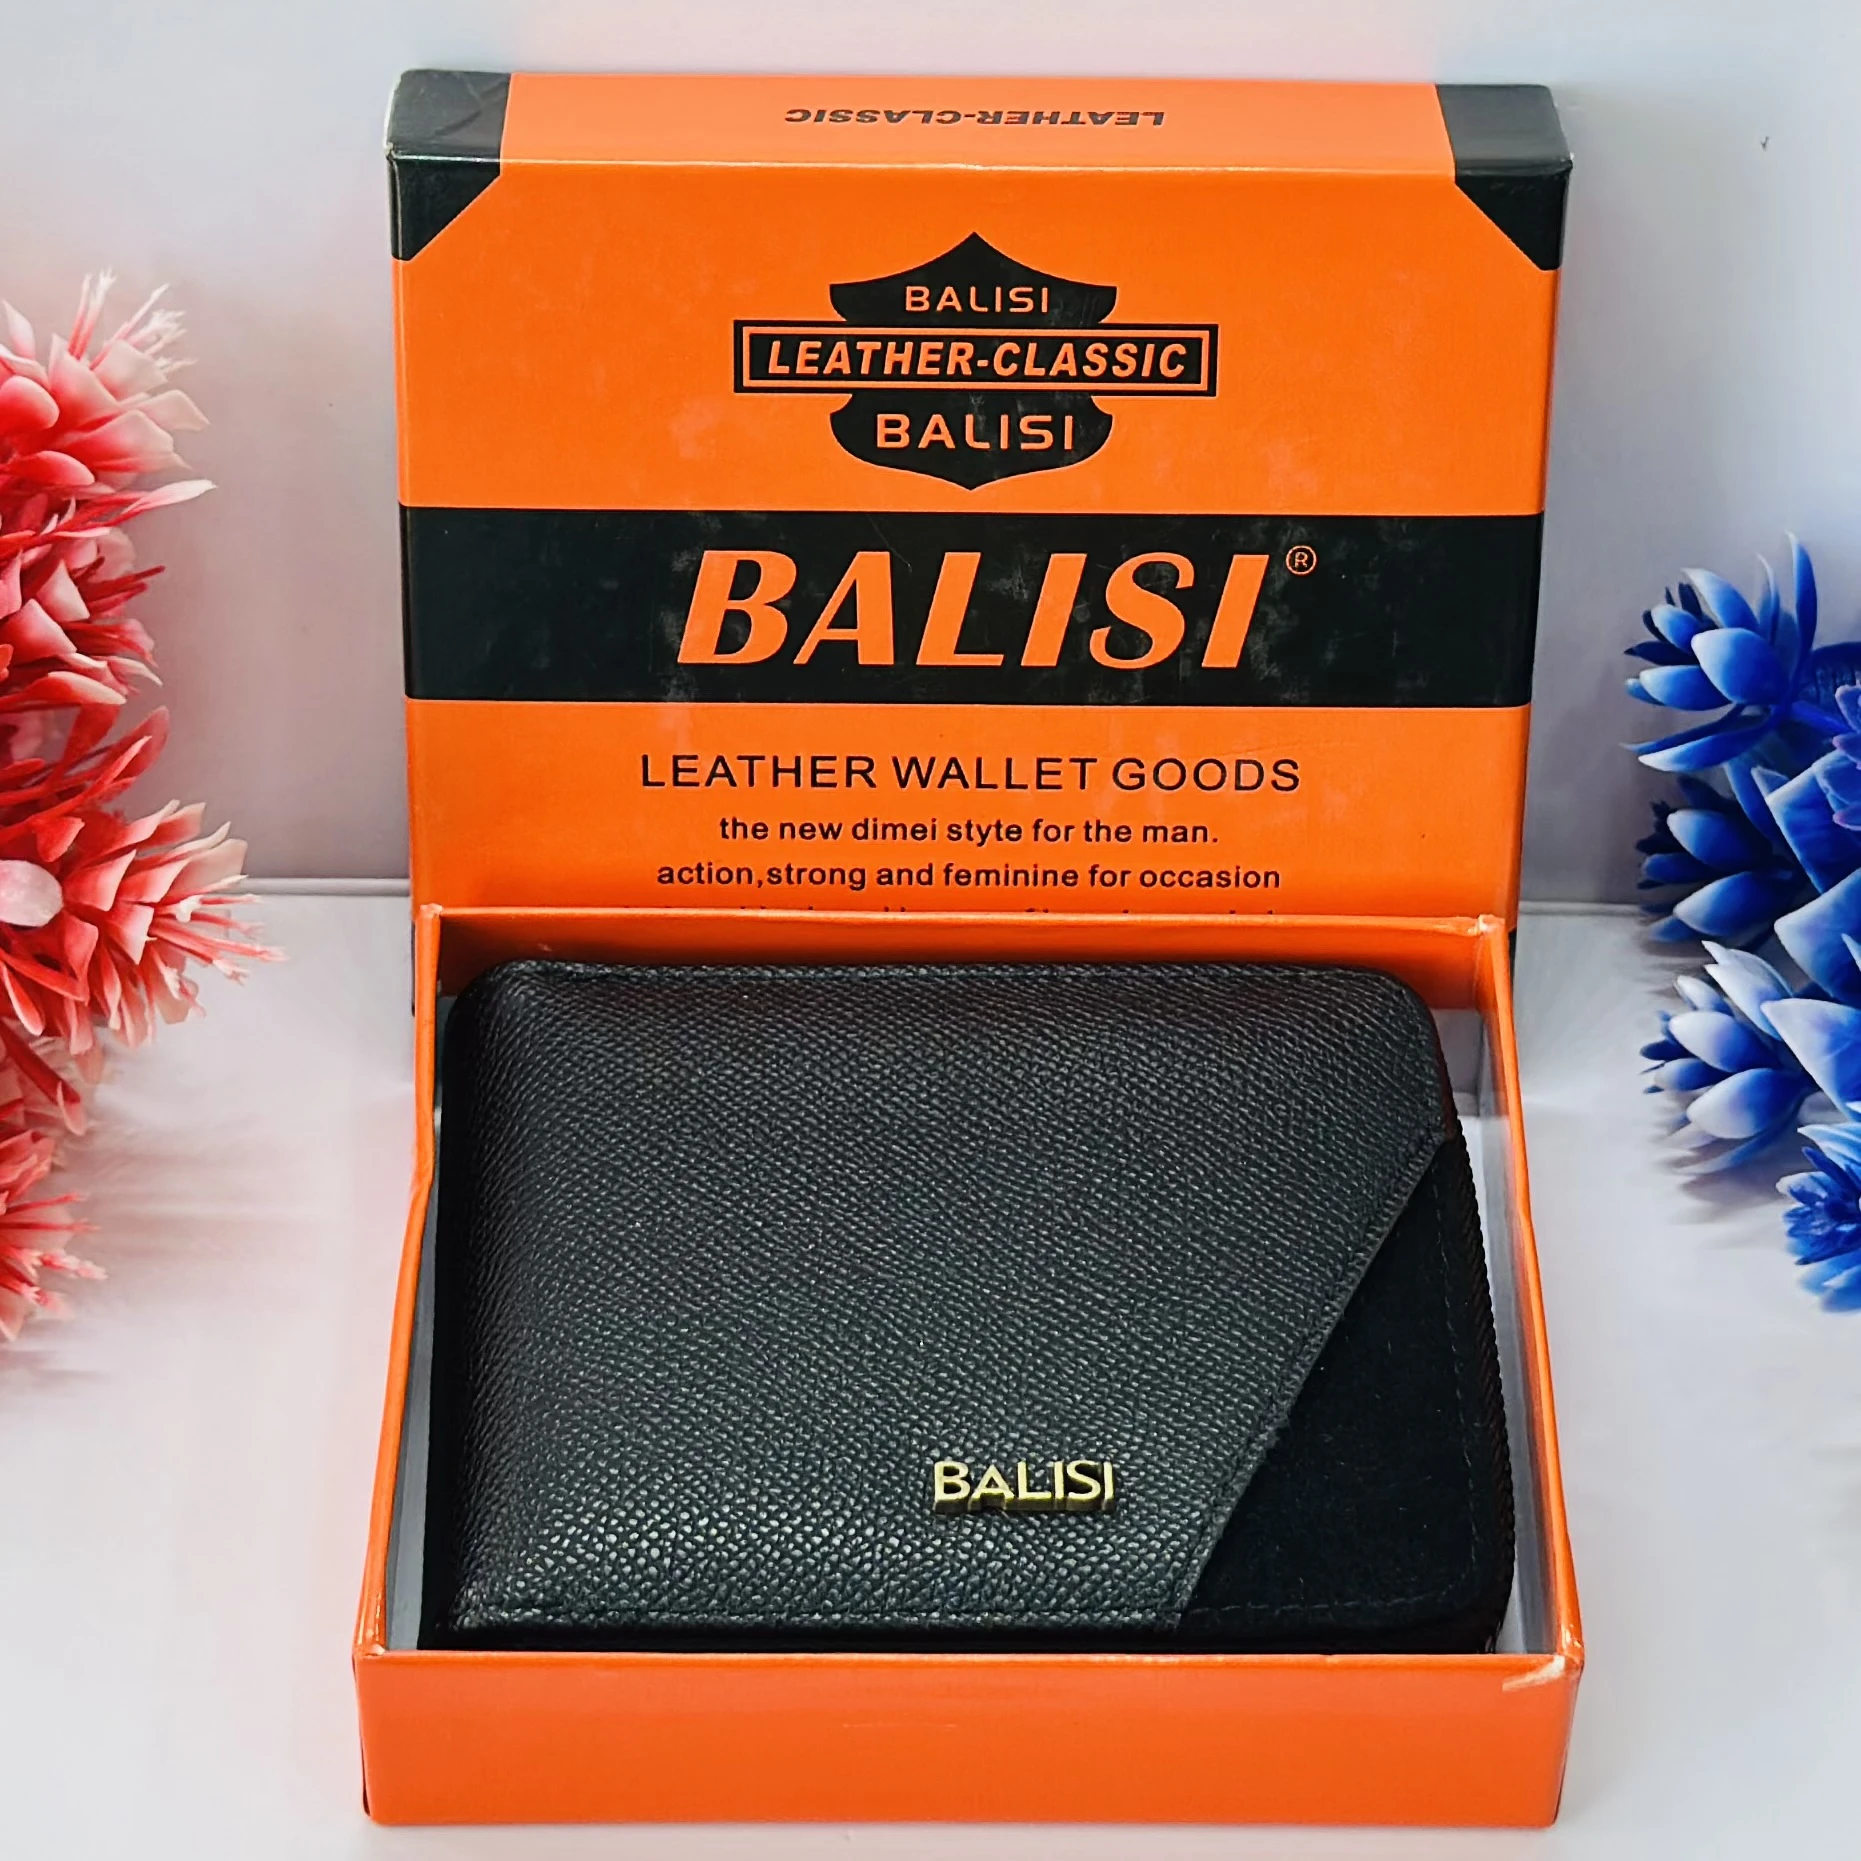 LEATHER-CLASSIC
BALISI
LEATHER-CLASSIC
BALISI
BALISI®
LEATHER WALLET GOODS
the new dimei styte for the man.
action,strong and feminine for occasion
BALISI